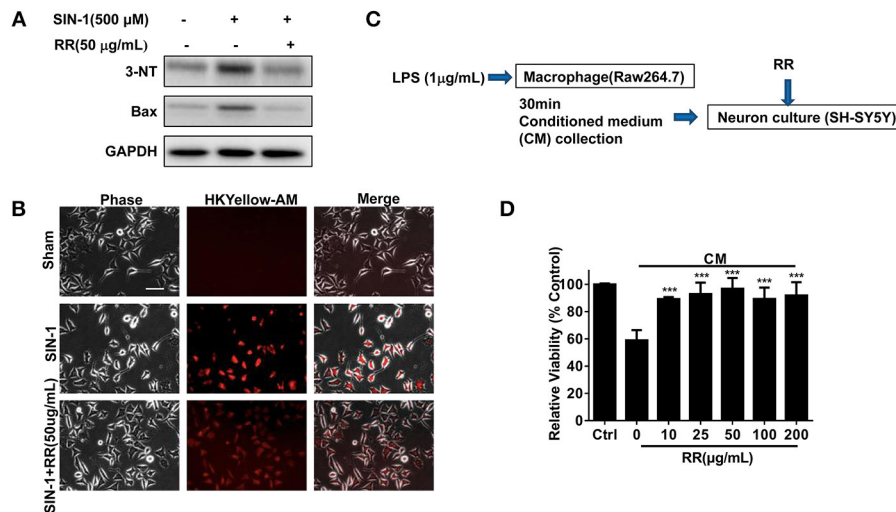 A
SIN-1(500 µM) - + +
RR(50 µg/mL) - - +
3-NT
Bax
GAPDH
B
Phase HKYellow-AM Merge
Sham
SIN-1
SIN-1+RR(50ug/mL)
C
LPS (1µg/mL)
Macrophage(Raw264.7)
30min
Conditioned medium
(CM) collection
RR
Neuron culture (SH-SY5Y)
D
Relative Viability (% Control)
CM
*** *** *** *** ***
100
80
60
40
20
0
Ctrl 0 10 25 50 100 200
RR(µg/mL)